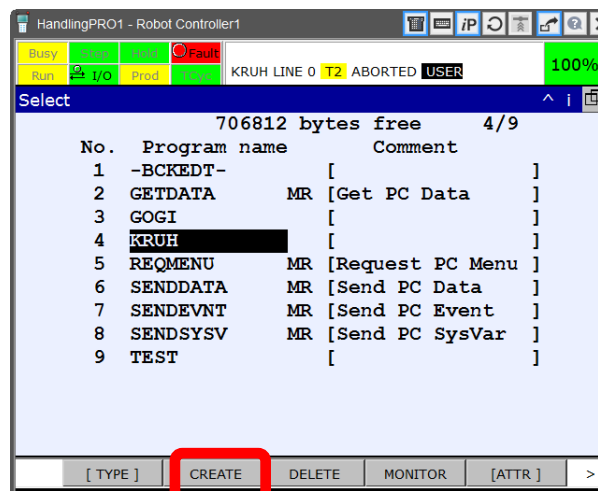 HandlingPRO1 - Robot Controller1
Busy Step Hold Fault
Run I/O Prod TCyc
KRUH LINE 0 T2 ABORTED USER
100%
Select
706812 bytes free 4/9
No. Program name Comment
1 -BCKEDT- [ ]
2 GETDATA MR [Get PC Data ]
3 GOGI [ ]
4 KRUH [ ]
5 REQMENU MR [Request PC Menu ]
6 SENDDATA MR [Send PC Data ]
7 SENDEVNT MR [Send PC Event ]
8 SENDSYSV MR [Send PC SysVar ]
9 TEST [ ]
[ TYPE ] CREATE DELETE MONITOR [ATTR ] >